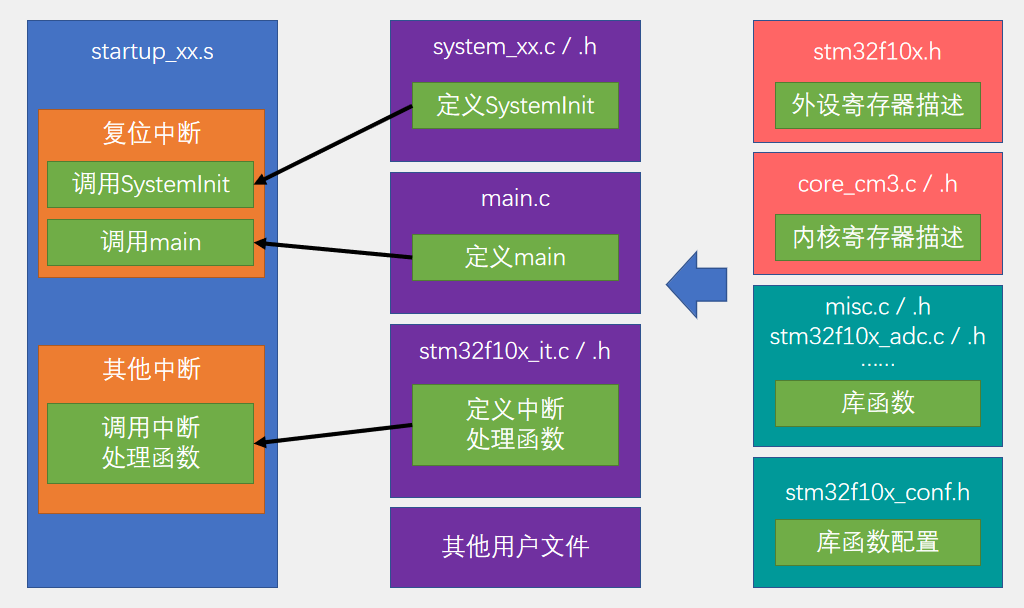 startup_xx.s
复位中断
调用SystemInit
调用main
其他中断
调用中断
处理函数
system_xx.c / .h
定义SystemInit
main.c
定义main
stm32f10x_it.c / .h
定义中断
处理函数
其他用户文件
stm32f10x.h
外设寄存器描述
core_cm3.c / .h
内核寄存器描述
misc.c / .h
stm32f10x_adc.c / .h
……
库函数
stm32f10x_conf.h
库函数配置